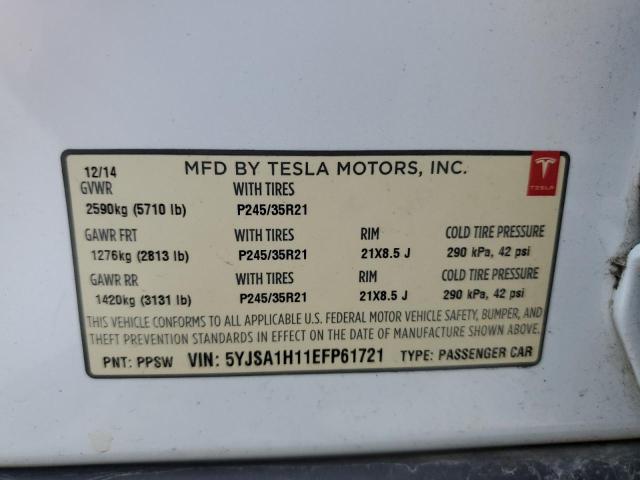 12/14 MFD BY TESLA MOTORS, INC.
TESLA
GVWR WITH TIRES
2590kg (5710 lb) P245/35R21
GAWR FRT WITH TIRES RIM COLD TIRE PRESSURE
1276kg (2813 lb) P245/35R21 21X8.5 J 290 kPa, 42 psi
GAWR RR WITH TIRES RIM COLD TIRE PRESSURE
1420kg (3131 lb) P245/35R21 21X8.5 J 290 kPa, 42 psi
THIS VEHICLE CONFORMS TO ALL APPLICABLE U.S. FEDERAL MOTOR VEHICLE SAFETY, BUMPER, AND
THEFT PREVENTION STANDARDS IN EFFECT ON THE DATE OF MANUFACTURE SHOWN ABOVE.
PNT: PPSW VIN: 5YJSA1H11EFP61721 TYPE: PASSENGER CAR